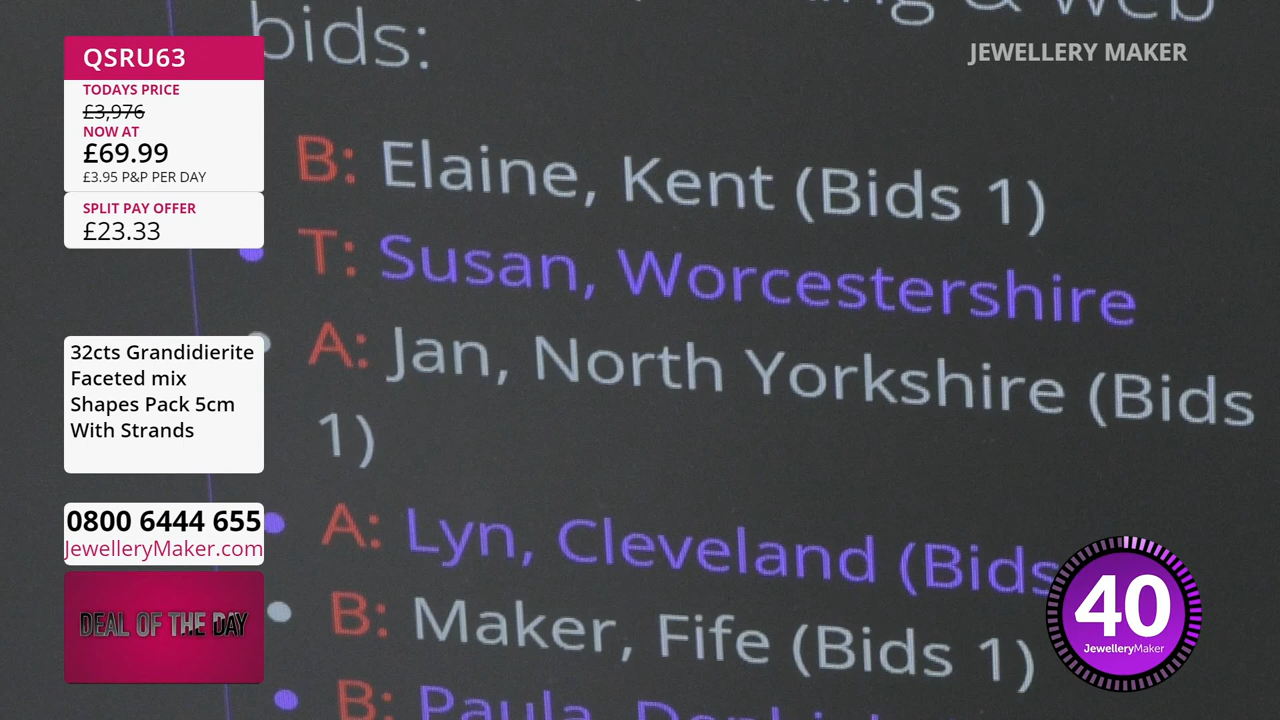 bids:
JEWELLERY MAKER
QSRU63
TODAYS PRICE
£3,976
NOW AT
£69.99
£3.95 P&P PER DAY
SPLIT PAY OFFER
£23.33
B: Elaine, Kent (Bids 1)
T: Susan, Worcestershire
A: Jan, North Yorkshire (Bids
1)
A: Lyn, Cleveland (Bids
B: Maker, Fife (Bids 1)
B: Paula,
32cts Grandidierite
Faceted mix
Shapes Pack 5cm
With Strands
0800 6444 655
JewelleryMaker.com
DEAL OF THE DAY
40
JewelleryMaker